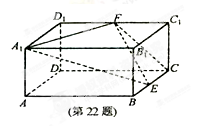 D₁ F C₁
A₁ B₁
D C
E
A B
(第22题)